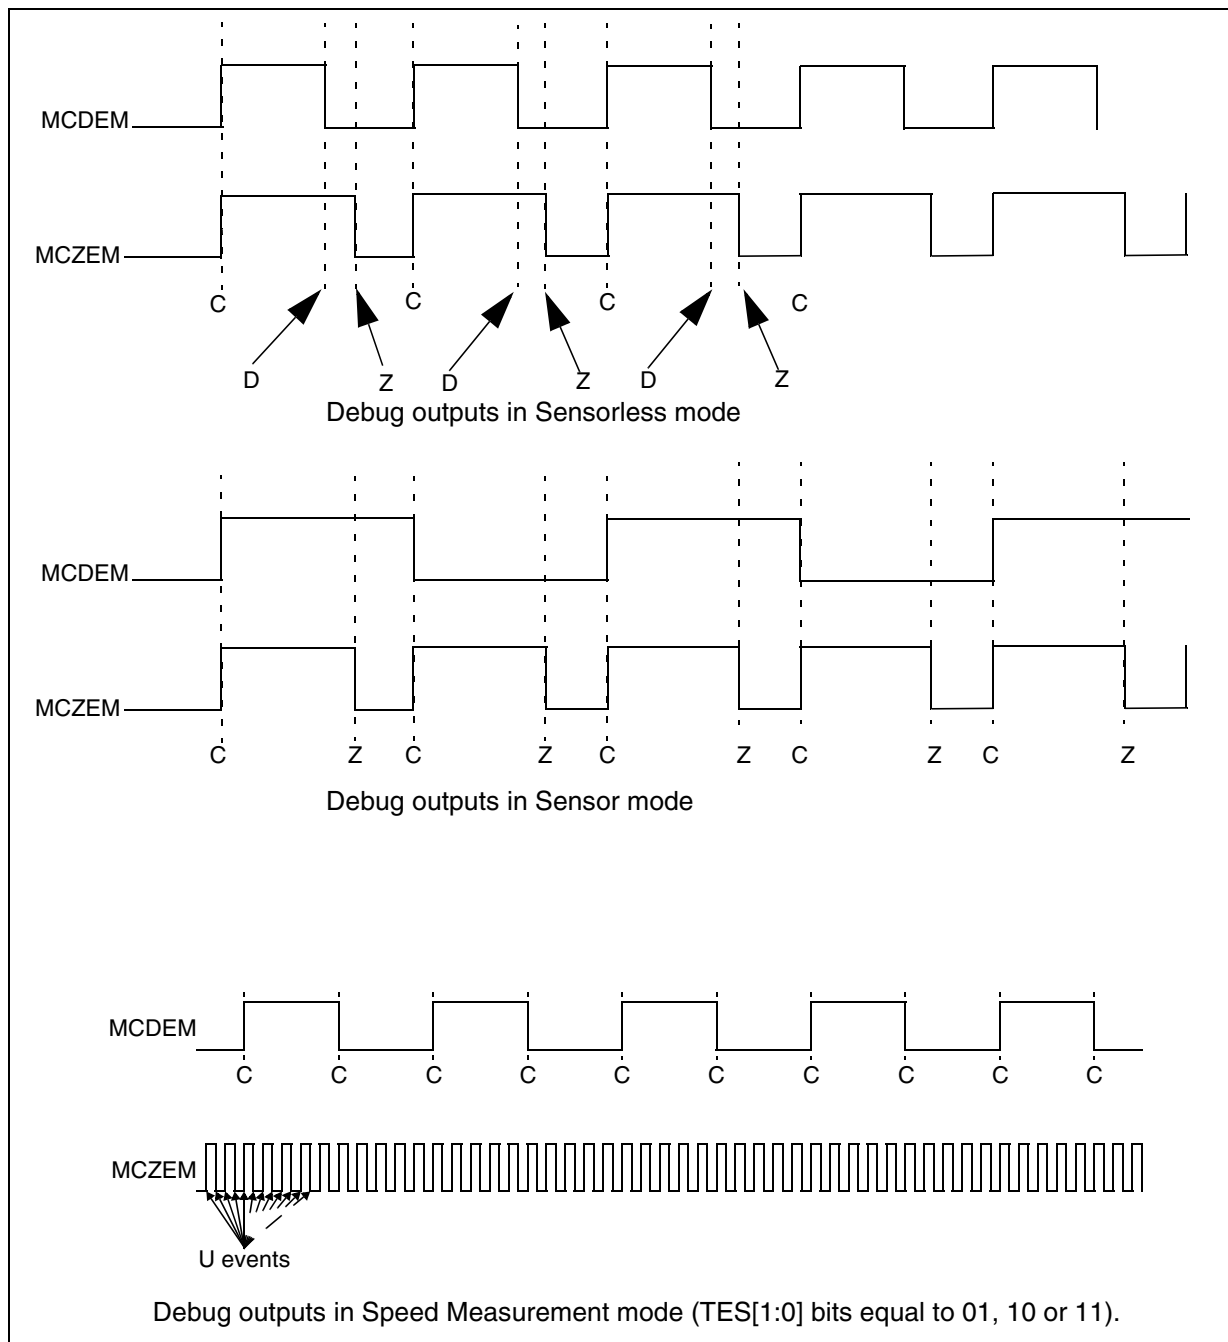 MCDEM
MCZEM
C C C C
D Z D Z D Z
Debug outputs in Sensorless mode
MCDEM
MCZEM
C Z C Z C Z C Z C Z
Debug outputs in Sensor mode
MCDEM
C C C C C C C C C C
MCZEM
U events
Debug outputs in Speed Measurement mode (TES[1:0] bits equal to 01, 10 or 11).